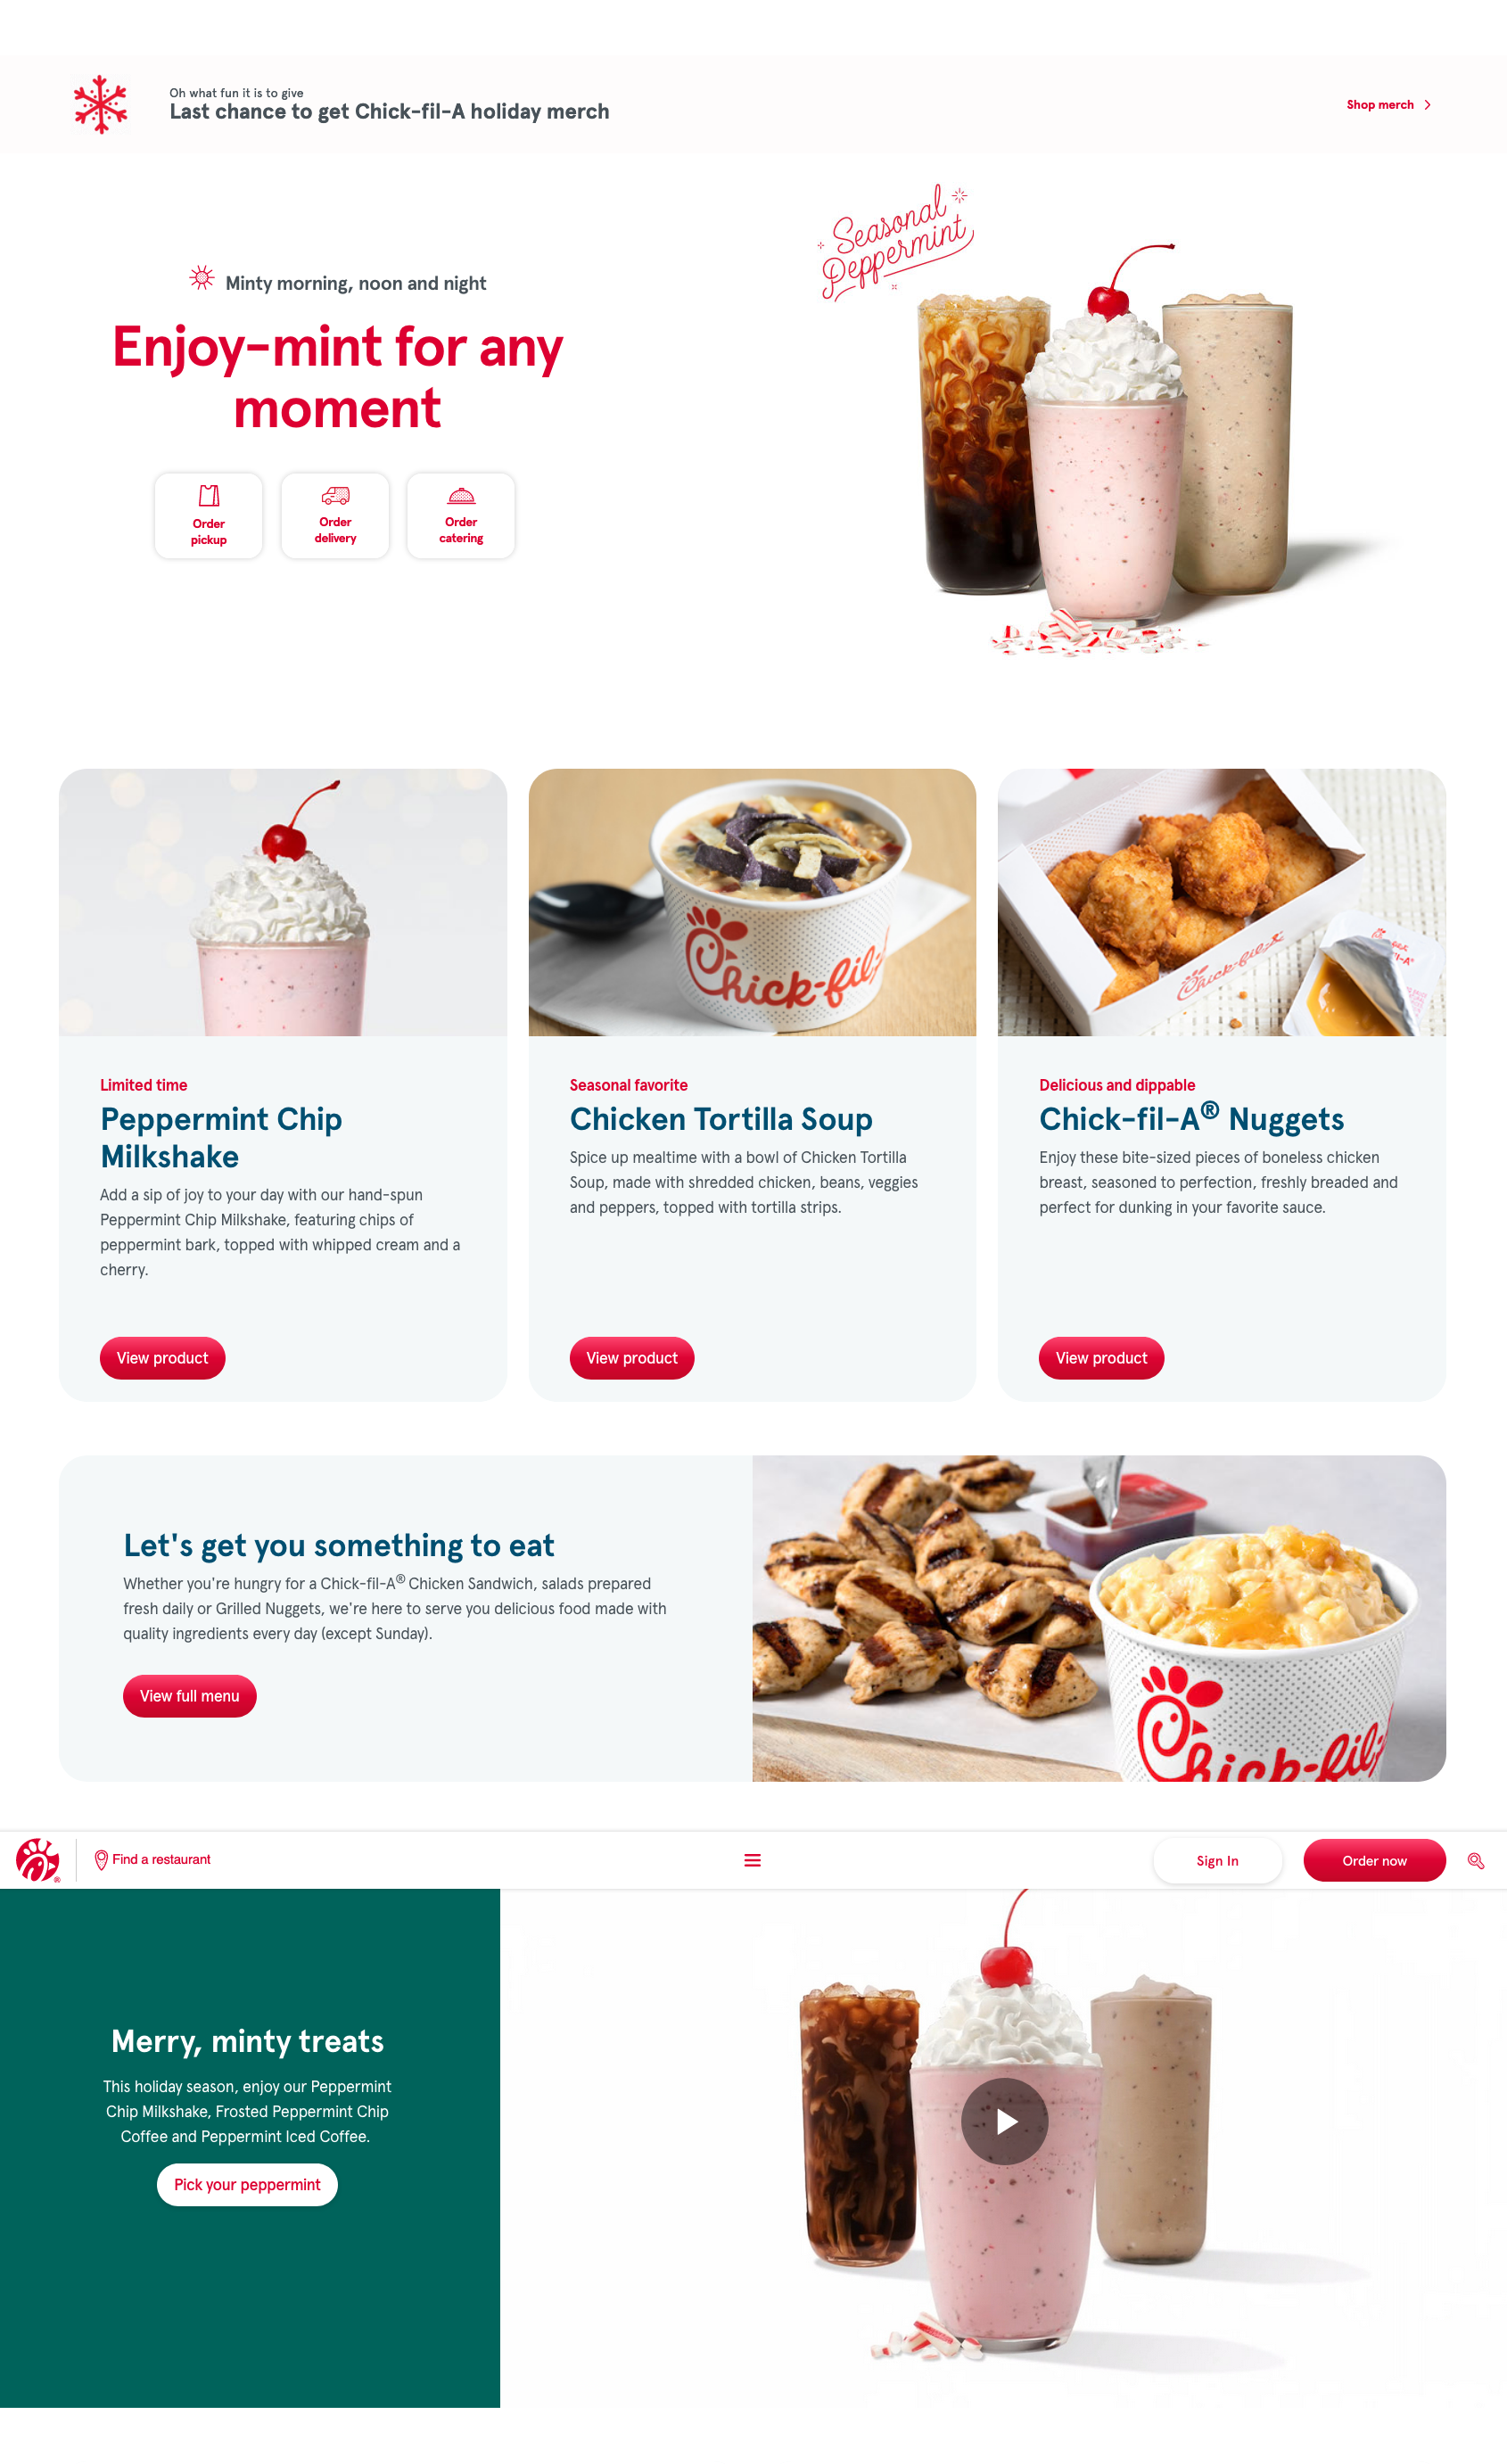 Oh what fun it is to give
Last chance to get Chick-fil-A holiday merch
Shop merch
Seasonal
Peppermint
Minty morning, noon and night
Enjoy-mint for any
moment
Order
pickup
Order
delivery
Order
catering
Chick-fil
Chick-fil-A
Limited time
Peppermint Chip
Milkshake
Add a sip of joy to your day with our hand-spun
Peppermint Chip Milkshake, featuring chips of
peppermint bark, topped with whipped cream and a
cherry.
View product
Seasonal favorite
Chicken Tortilla Soup
Spice up mealtime with a bowl of Chicken Tortilla
Soup, made with shredded chicken, beans, veggies
and peppers, topped with tortilla strips.
View product
Delicious and dippable
Chick-fil-A® Nuggets
Enjoy these bite-sized pieces of boneless chicken
breast, seasoned to perfection, freshly breaded and
perfect for dunking in your favorite sauce.
View product
Let's get you something to eat
Whether you're hungry for a Chick-fil-A® Chicken Sandwich, salads prepared
fresh daily or Grilled Nuggets, we're here to serve you delicious food made with
quality ingredients every day (except Sunday).
View full menu
Chick-fil
®
Find a restaurant
Sign In
Order now
Merry, minty treats
This holiday season, enjoy our Peppermint
Chip Milkshake, Frosted Peppermint Chip
Coffee and Peppermint Iced Coffee.
Pick your peppermint